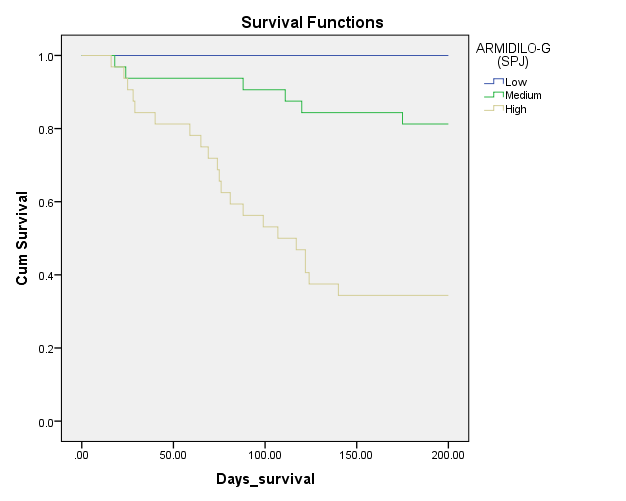 Survival Functions
ARMIDILO-G
(SPJ)
Low
Medium
High
1.0
0.8
0.6
0.4
0.2
0.0
Cum Survival
.00
50.00
100.00
150.00
200.00
Days_survival